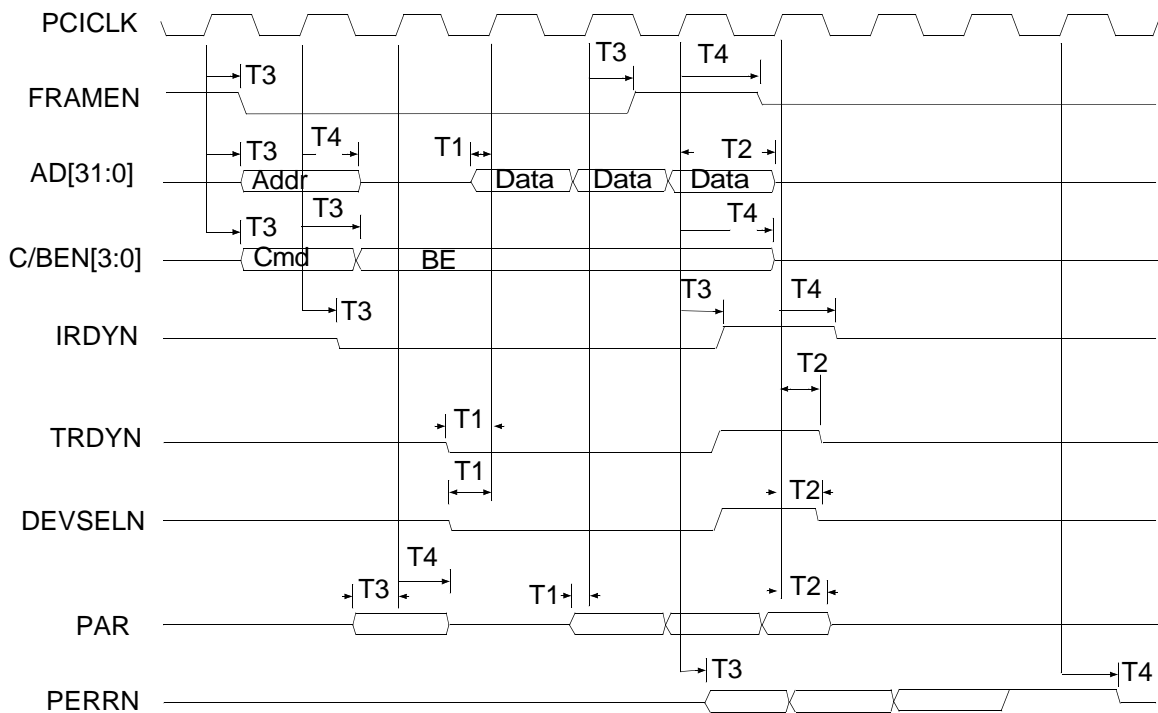 PCICLK
T3 T3 T4
FRAMEN
T3 T4 T1 T2
AD[31:0] Addr Data Data Data
T3 T3 T4
C/BEN[3:0] Cmd BE
T3 T3 T4
IRDYN
T2
T1
TRDYN
T1 T2
DEVSELN
T4
T3 T1 T2
PAR
T3 T4
PERRN